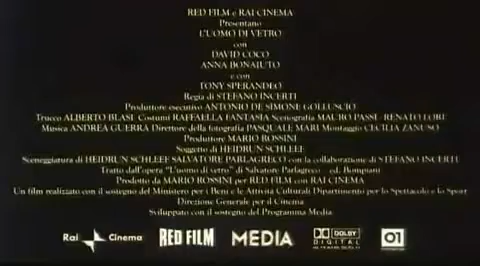 RED FILM e RAI CINEMA
Presentano
L'UOMO DI VETRO
con
DAVID COCO
ANNA BONAIUTO
e con
TONY SPERANDEO
Regia di STEFANO INCERTI
Produttore esecutivo ANTONIO DE SIMONE GOLLUSCIO
Trucco ALBERTO BLASI Costumi RAFFAELLA FANTASIA Scenografia MAURO PASSI - RENATO LORI
Musica ANDREA GUERRA Direttore della fotografia PASQUALE MARI Montaggio CECILIA ZANUSO
Produttore MARIO ROSSINI
Soggetto di HEIDRUN SCHLEEF
Sceneggiatura di HEIDRUN SCHLEEF SALVATORE PARLAGRECO con la collaborazione di STEFANO INCERTI
Tratto dall'opera "L'uomo di vetro" di Salvatore Parlagreco ed. Bompiani
Prodotto da MARIO ROSSINI per RED FILM con RAI CINEMA
Un film realizzato con il sostegno del Ministero per i Beni e le Attività Culturali Dipartimento per lo Spettacolo e lo Sport
Direzione Generale per il Cinema
Sviluppato con il sostegno del Programma Media
Rai Cinema RED FILM MEDIA DOLBY DIGITAL 01